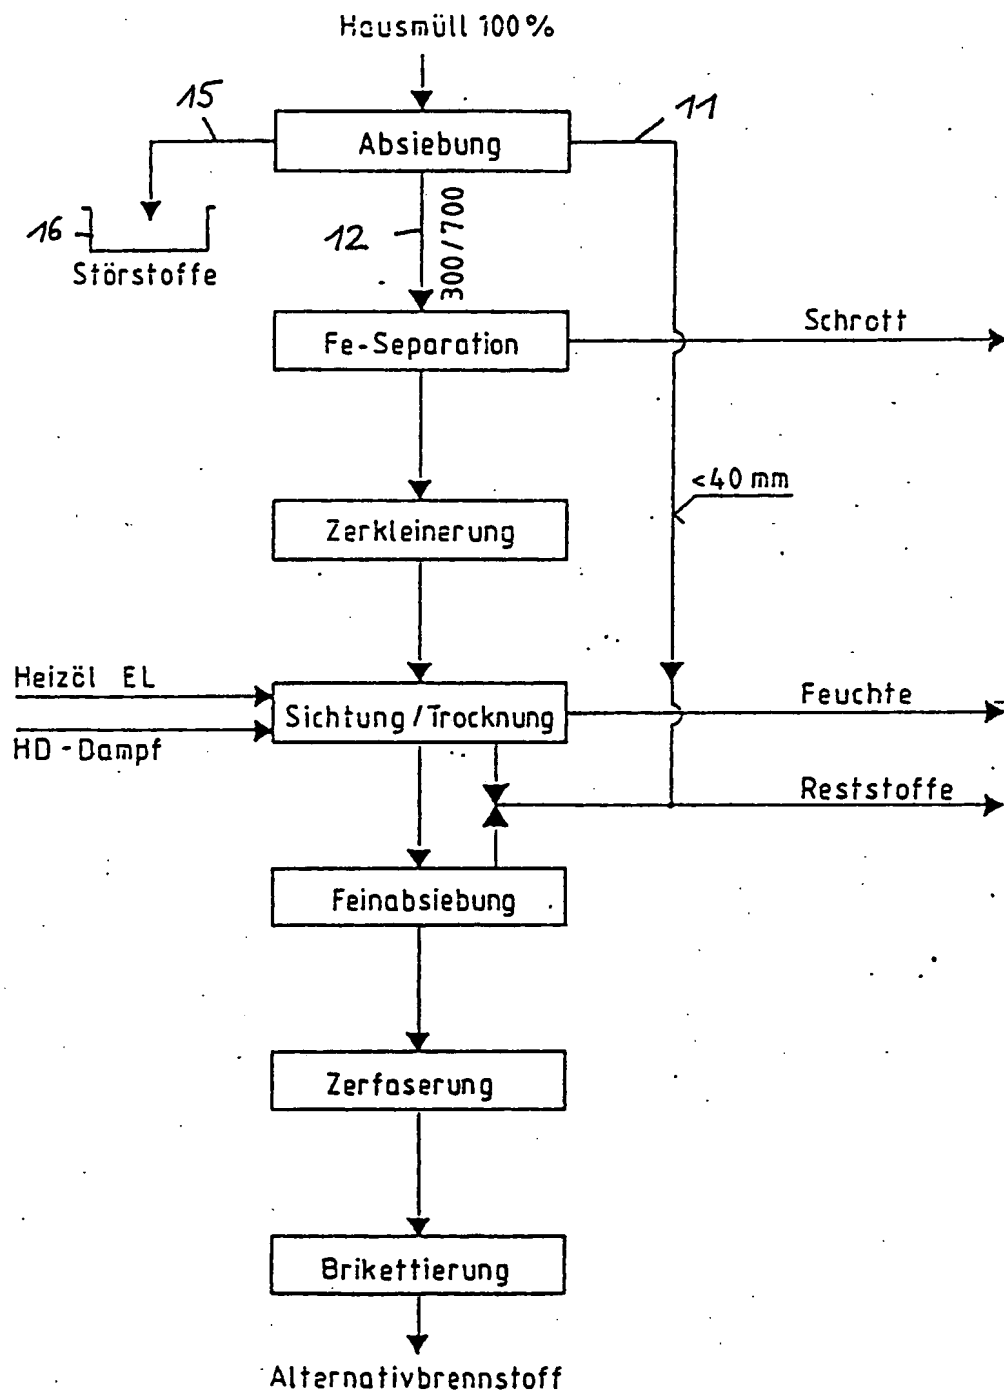 Hausmüll 100%
15
11
Absiebung
16
12
300/700
Störstoffe
Schrott
Fe-Separation
<40 mm
Zerkleinerung
Heizöl EL
Feuchte
Sichtung/Trocknung
HD-Dampf
Reststoffe
Feinabsiebung
Zerfaserung
Brikettierung
Alternativbrennstoff